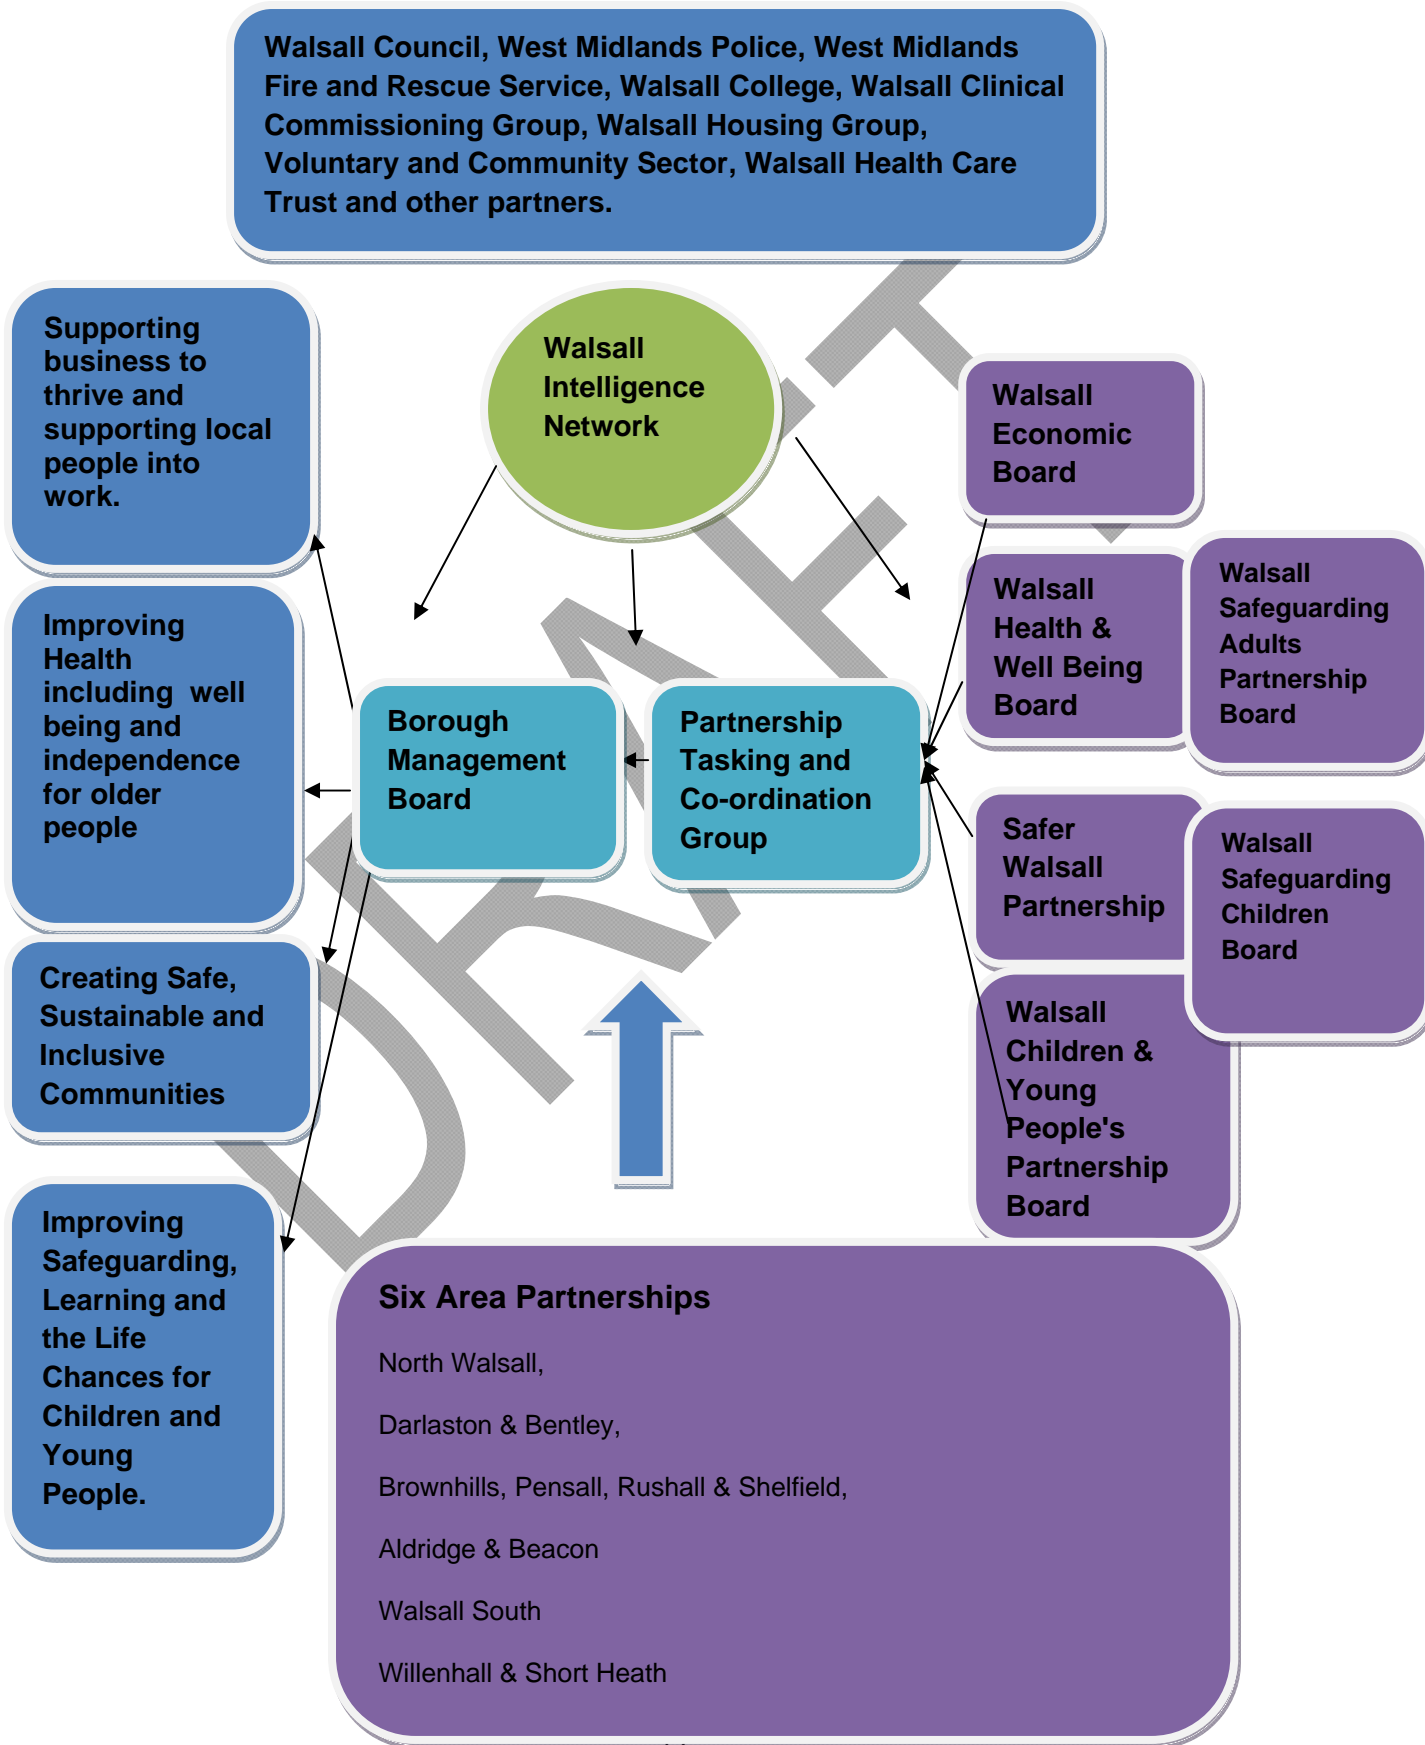 Walsall Council, West Midlands Police, West Midlands
Fire and Rescue Service, Walsall College, Walsall Clinical
Commissioning Group, Walsall Housing Group,
Voluntary and Community Sector, Walsall Health Care
Trust and other partners.
Supporting
business to
thrive and
supporting local
people into
work.
Walsall
Intelligence
Network
Walsall
Economic
Board
Improving
Health
including  well
being and
independence
for older
people
Borough
Management
Board
Partnership
Tasking and
Co-ordination
Group
Walsall
Health &
Well Being
Board
Walsall
Safeguarding
Adults
Partnership
Board
Safer
Walsall
Partnership
Walsall
Safeguarding
Children
Board
Creating Safe,
Sustainable and
Inclusive
Communities
Walsall
Children &
Young
People's
Partnership
Board
Improving
Safeguarding,
Learning and
the Life
Chances for
Children and
Young
People.
Six Area Partnerships
North Walsall,
Darlaston & Bentley,
Brownhills, Pensall, Rushall & Shelfield,
Aldridge & Beacon
Walsall South
Willenhall & Short Heath
DRAFT